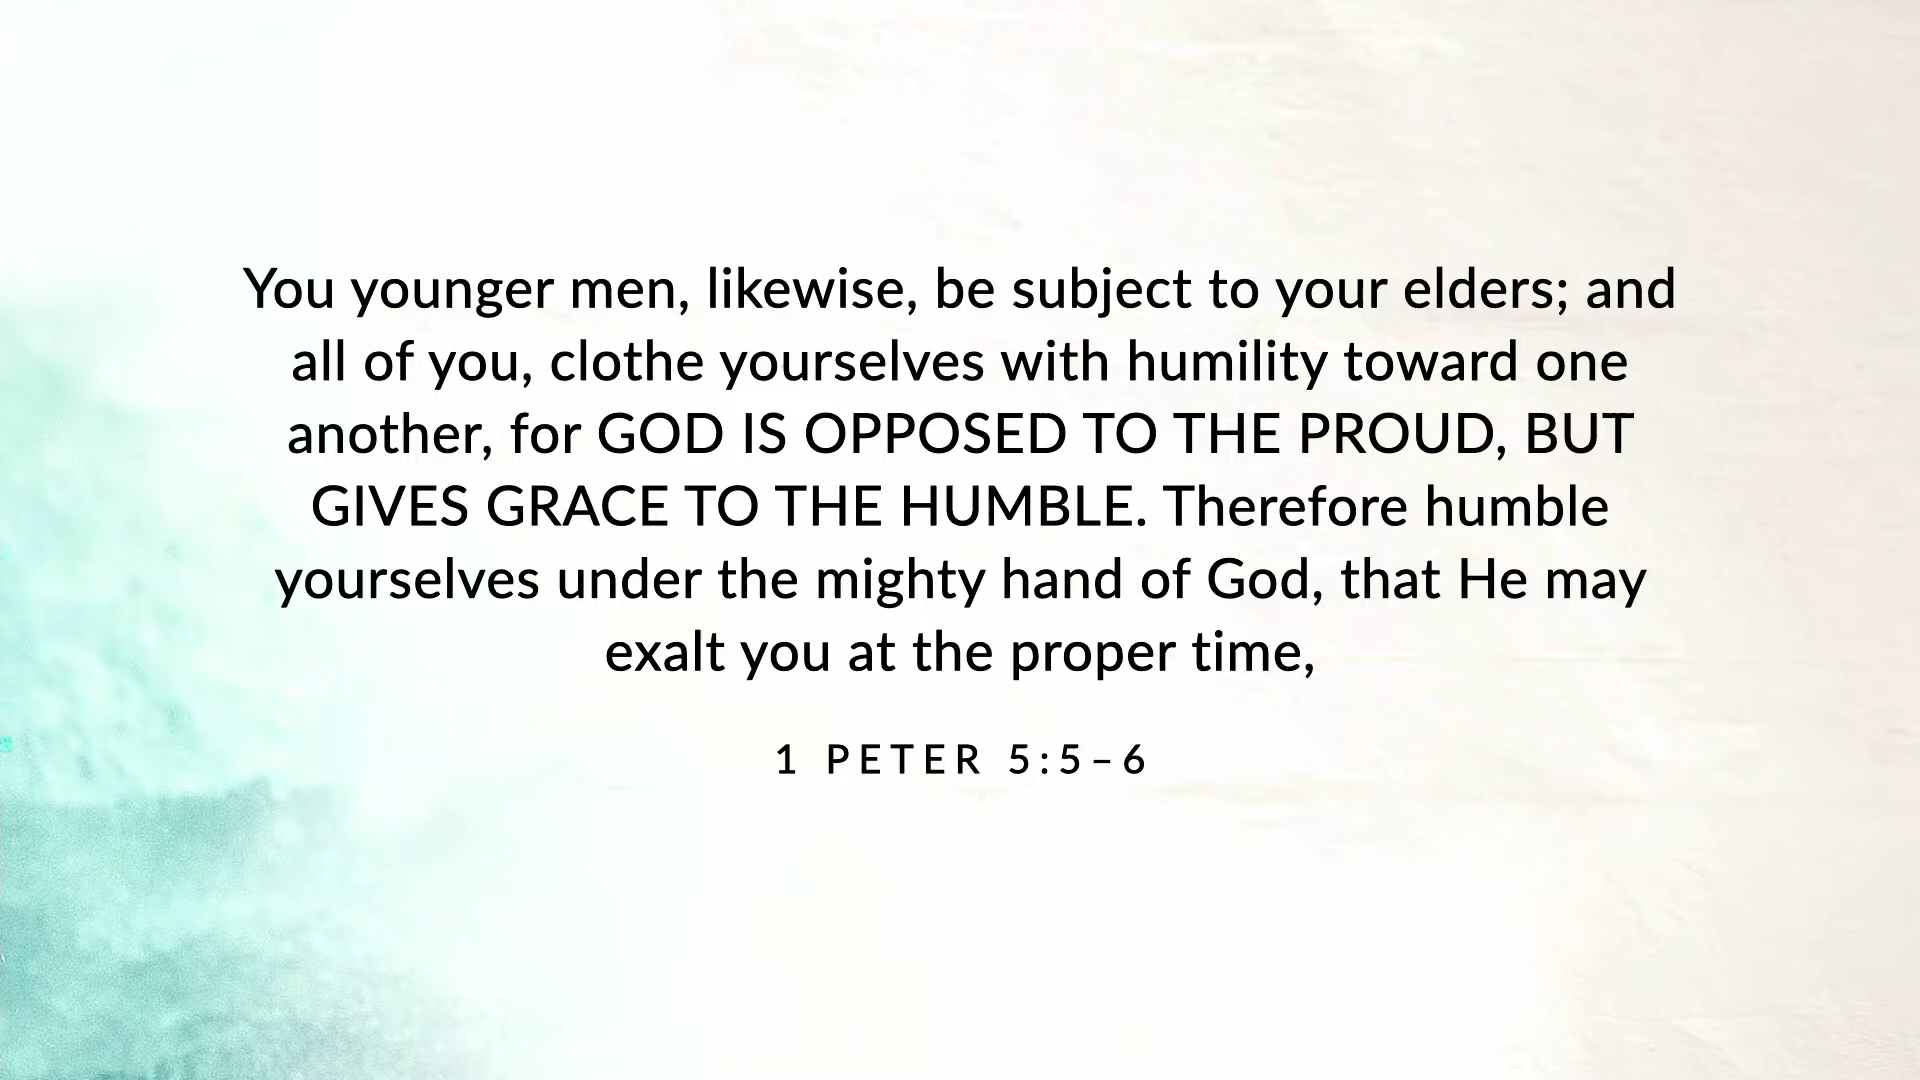 You younger men, likewise, be subject to your elders; and
all of you, clothe yourselves with humility toward one
another, for GOD IS OPPOSED TO THE PROUD, BUT
GIVES GRACE TO THE HUMBLE. Therefore humble
yourselves under the mighty hand of God, that He may
exalt you at the proper time,
1 PETER 5:5–6